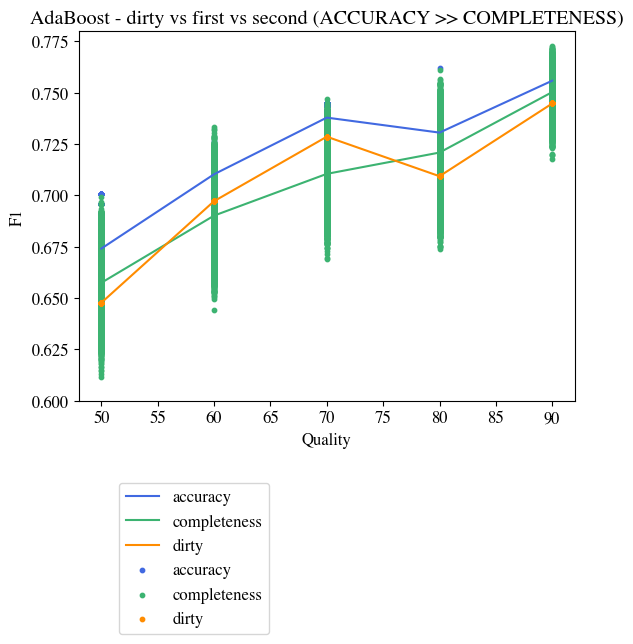 AdaBoost - dirty vs first vs second (ACCURACY >> COMPLETENESS)
0.775
0.750
0.725
0.700
0.675
0.650
0.625
0.600
F1
50 55 60 65 70 75 80 85 90
Quality
accuracy
completeness
dirty
accuracy
completeness
dirty